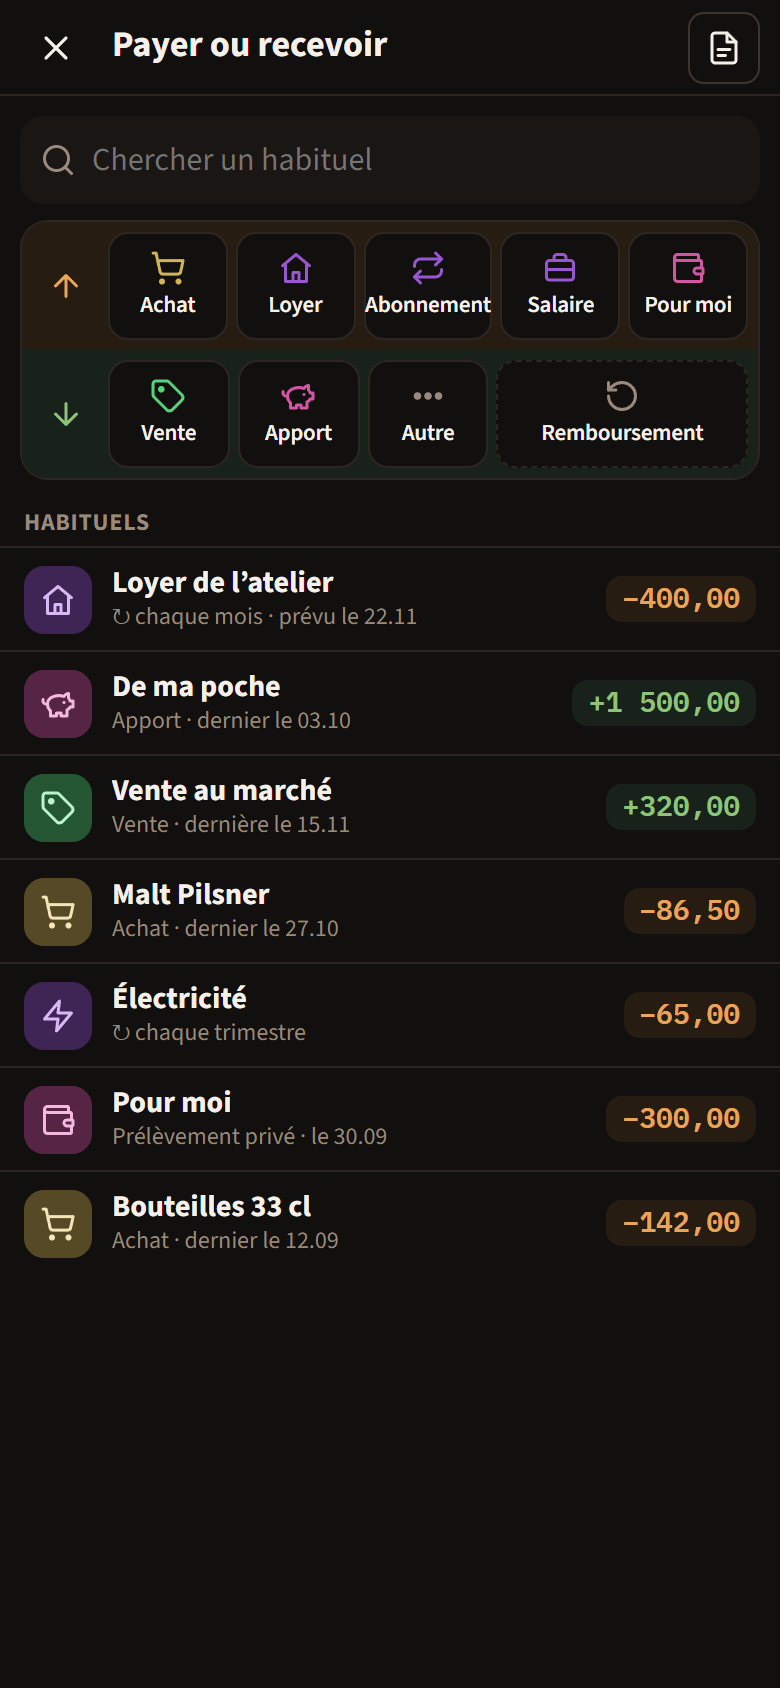 Payer ou recevoir
Chercher un habituel
Achat
Loyer
Abonnement
Salaire
Pour moi
Vente
Apport
Autre
Remboursement
HABITUELS
Loyer de l’atelier
↻ chaque mois · prévu le 22.11
−400,00
De ma poche
Apport · dernier le 03.10
+1 500,00
Vente au marché
Vente · dernière le 15.11
+320,00
Malt Pilsner
Achat · dernier le 27.10
−86,50
Électricité
↻ chaque trimestre
−65,00
Pour moi
Prélèvement privé · le 30.09
−300,00
Bouteilles 33 cl
Achat · dernier le 12.09
−142,00